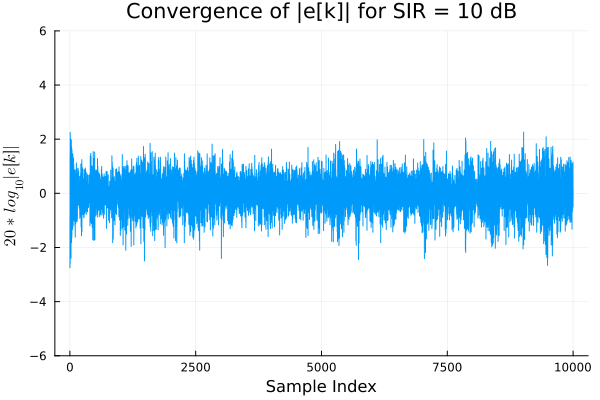 Convergence of |e[k]| for SIR = 10 dB
6
4
2
0
−2
−4
−6
20 * log₁₀|e[k]|
0 2500 5000 7500 10000
Sample Index